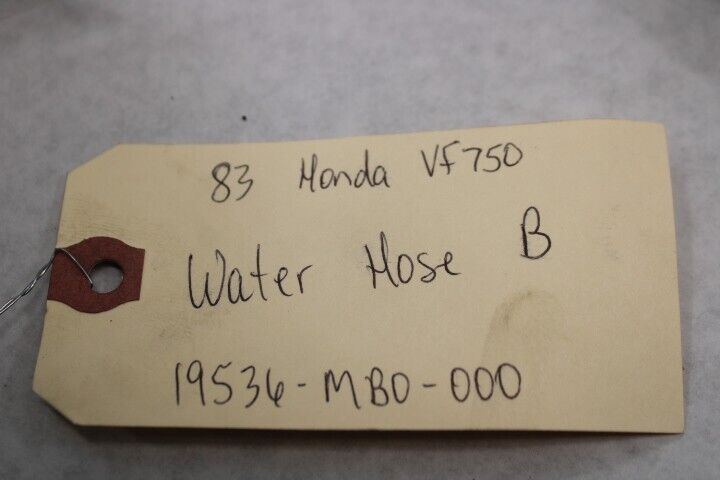 83 Honda VF750
Water Hose B
19536-MB0-000